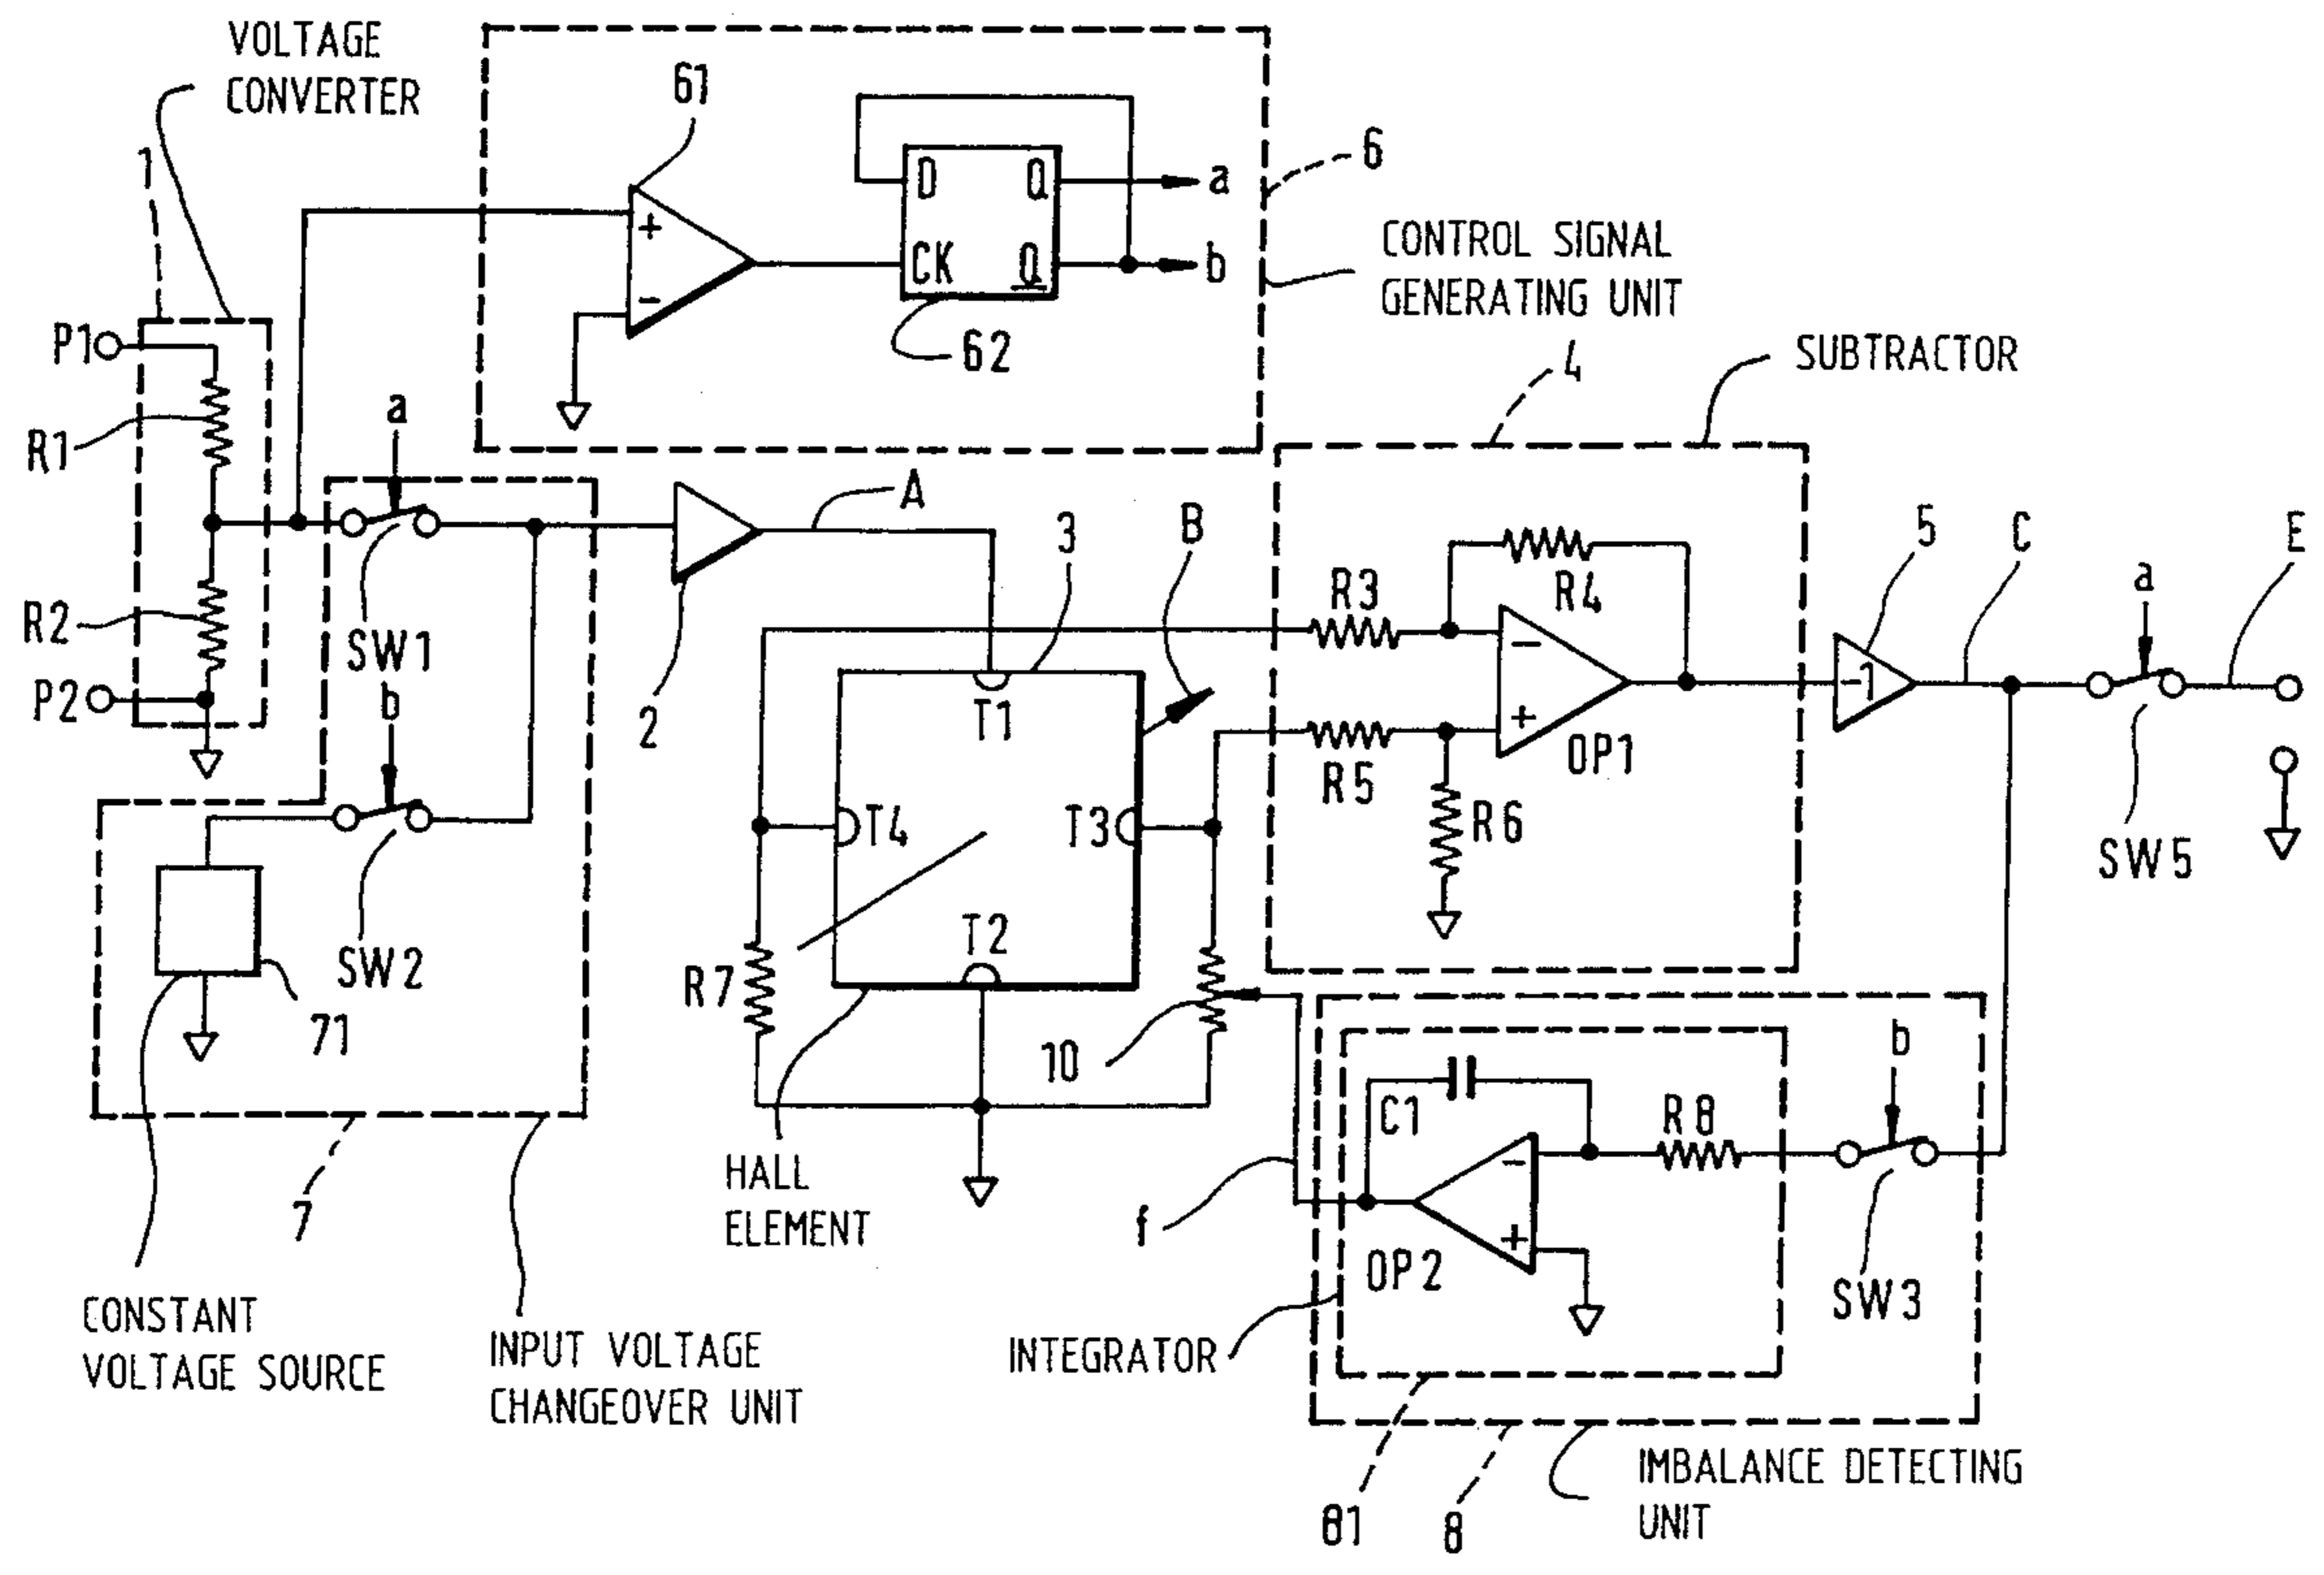 VOLTAGE
CONVERTER
1
61
D Q
CK Q
a
b
62
6
CONTROL SIGNAL
GENERATING UNIT
P1
R1
R2
P2
a
SW1
b
SW2
71
7
CONSTANT
VOLTAGE SOURCE
INPUT VOLTAGE
CHANGEOVER UNIT
2
A
3
B
T1
T4
T3
T2
R7
10
HALL
ELEMENT
4
SUBTRACTOR
R3
R4
R5
R6
OP1
+
-
5
-1
C
a
SW5
E
f
C1
R8
OP2
b
SW3
INTEGRATOR
81
8
IMBALANCE DETECTING
UNIT